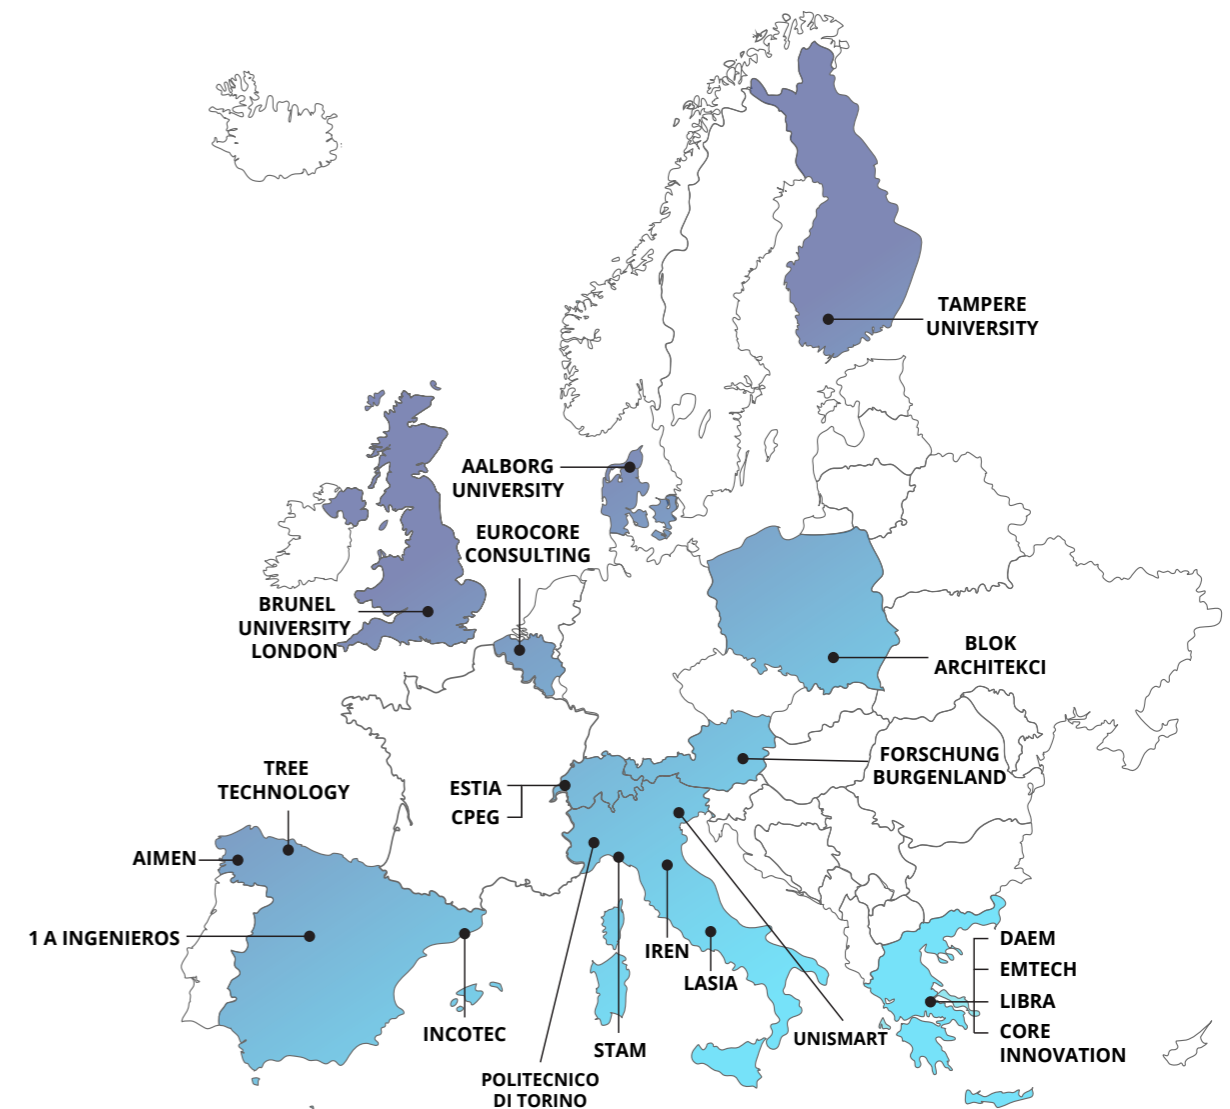 TAMPERE
UNIVERSITY
AALBORG
UNIVERSITY
EUROCORE
CONSULTING
BRUNEL
UNIVERSITY
LONDON
BLOK
ARCHITEKCI
FORSCHUNG
BURGENLAND
TREE
TECHNOLOGY
ESTIA
CPEG
AIMEN
1 A INGENIEROS
INCOTEC
POLITECNICO
DI TORINO
STAM
IREN
LASIA
UNISMART
DAEM
EMTECH
LIBRA
CORE
INNOVATION